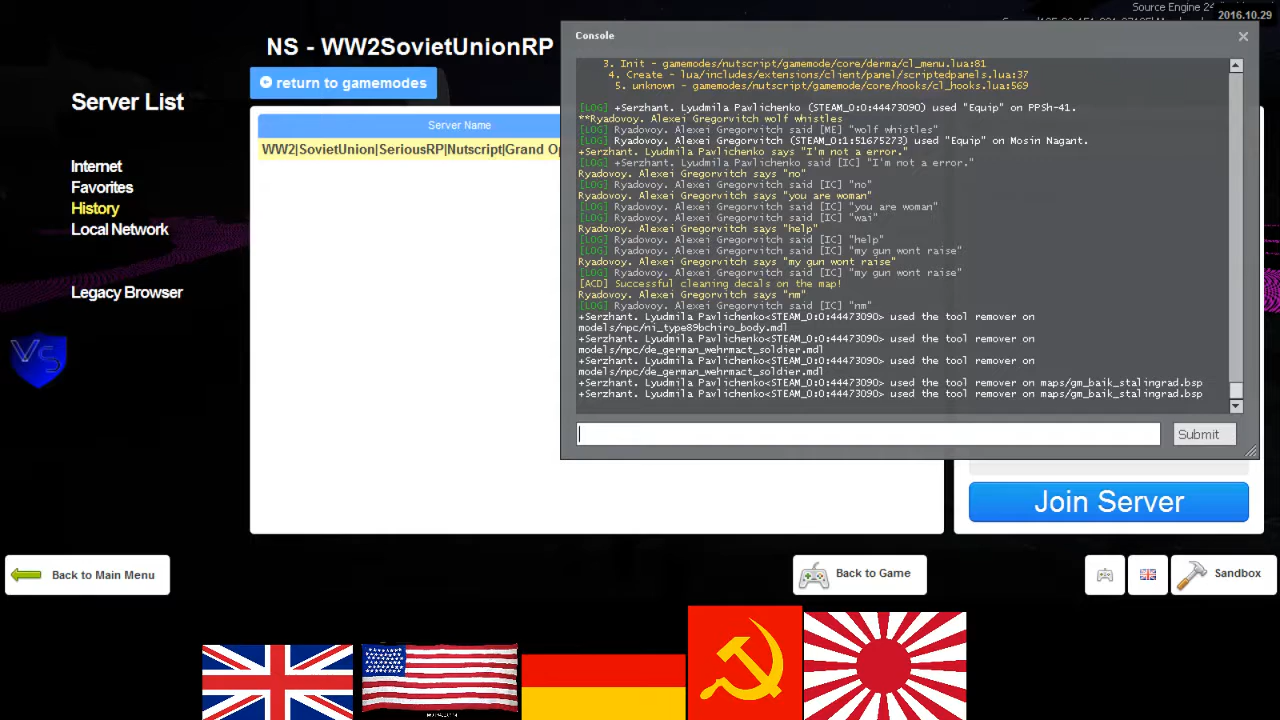 Source Engine 24
2016.10.29
NS - WW2SovietUnionRP
return to gamemodes
Server List
Internet
Favorites
History
Local Network
Legacy Browser
VS
Server Name
WW2|SovietUnion|SeriousRP|Nutscript|Grand Op
Console
3. Init - gamemodes/nutscript/gamemode/core/derma/cl_menu.lua:81
4. Create - lua/includes/extensions/client/panel/scriptedpanels.lua:37
5. unknown - gamemodes/nutscript/gamemode/core/hooks/cl_hooks.lua:569
[LOG] +Serzhant. Lyudmila Pavlichenko (STEAM_0:0:44473090) used "Equip" on PPSh-41.
**Ryadovoy. Alexei Gregorvitch wolf whistles
[LOG] Ryadovoy. Alexei Gregorvitch said [ME] "wolf whistles"
[LOG] Ryadovoy. Alexei Gregorvitch (STEAM_0:1:51675273) used "Equip" on Mosin Nagant.
+Serzhant. Lyudmila Pavlichenko says "I'm not a error."
[LOG] +Serzhant. Lyudmila Pavlichenko said [IC] "I'm not a error."
Ryadovoy. Alexei Gregorvitch says "no"
[LOG] Ryadovoy. Alexei Gregorvitch said [IC] "no"
Ryadovoy. Alexei Gregorvitch says "you are woman"
[LOG] Ryadovoy. Alexei Gregorvitch said [IC] "you are woman"
[LOG] Ryadovoy. Alexei Gregorvitch said [IC] "wai"
Ryadovoy. Alexei Gregorvitch says "help"
[LOG] Ryadovoy. Alexei Gregorvitch said [IC] "help"
[LOG] Ryadovoy. Alexei Gregorvitch said [IC] "my gun wont raise"
Ryadovoy. Alexei Gregorvitch says "my gun wont raise"
[LOG] Ryadovoy. Alexei Gregorvitch said [IC] "my gun wont raise"
[ACD] Successful cleaning decals on the map!
Ryadovoy. Alexei Gregorvitch says "nm"
[LOG] Ryadovoy. Alexei Gregorvitch said [IC] "nm"
+Serzhant. Lyudmila Pavlichenko<STEAM_0:0:44473090> used the tool remover on
models/npc/ni_type89bchiro_body.mdl
+Serzhant. Lyudmila Pavlichenko<STEAM_0:0:44473090> used the tool remover on
models/npc/de_german_wehrmact_soldier.mdl
+Serzhant. Lyudmila Pavlichenko<STEAM_0:0:44473090> used the tool remover on
models/npc/de_german_wehrmact_soldier.mdl
+Serzhant. Lyudmila Pavlichenko<STEAM_0:0:44473090> used the tool remover on maps/gm_baik_stalingrad.bsp
+Serzhant. Lyudmila Pavlichenko<STEAM_0:0:44473090> used the tool remover on maps/gm_baik_stalingrad.bsp
Submit
Join Server
Back to Main Menu
Back to Game
Sandbox